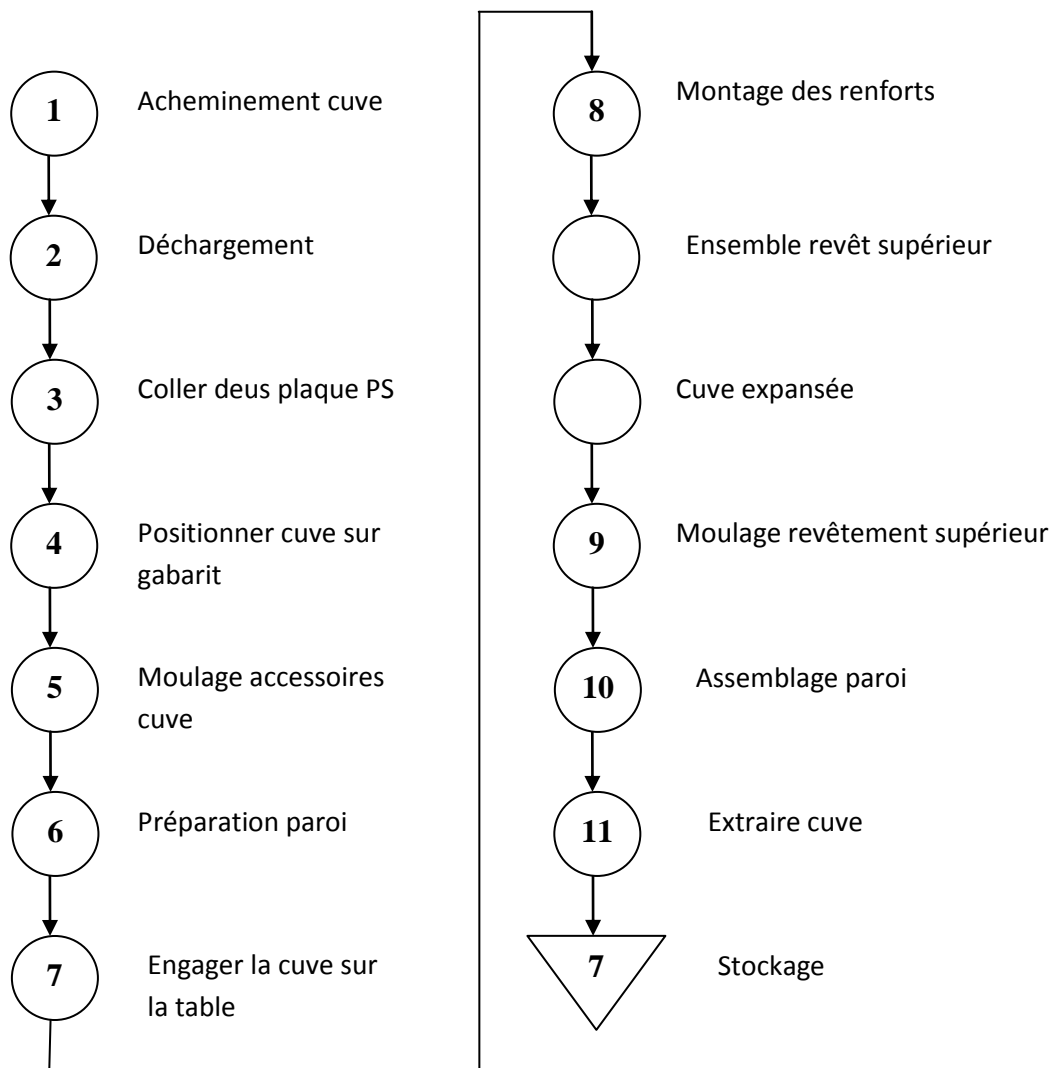 1
Acheminement cuve
2
Déchargement
3
Coller deus plaque PS
4
Positionner cuve sur
gabarit
5
Moulage accessoires
cuve
6
Préparation paroi
7
Engager la cuve sur
la table
8
Montage des renforts
Ensemble revêt supérieur
Cuve expansée
9
Moulage revêtement supérieur
10
Assemblage paroi
11
Extraire cuve
7
Stockage